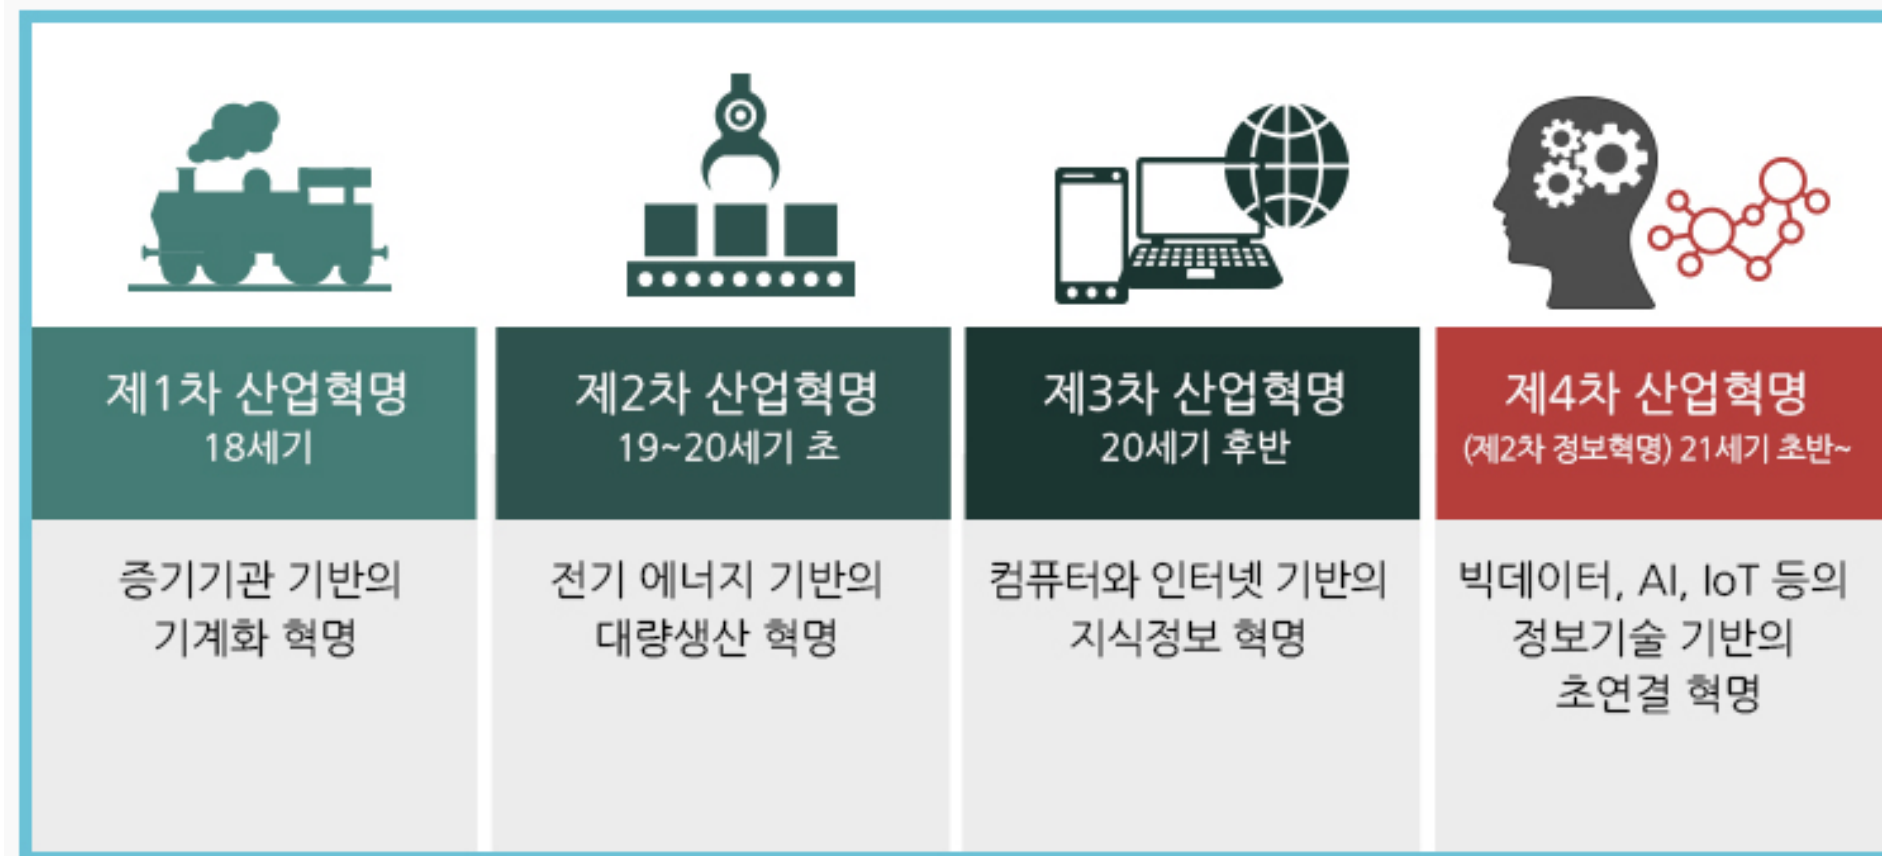 제1차 산업혁명
18세기
증기기관 기반의
기계화 혁명
제2차 산업혁명
19~20세기 초
전기 에너지 기반의
대량생산 혁명
제3차 산업혁명
20세기 후반
컴퓨터와 인터넷 기반의
지식정보 혁명
제4차 산업혁명
(제2차 정보혁명) 21세기 초반~
빅데이터, AI, IoT 등의
정보기술 기반의
초연결 혁명